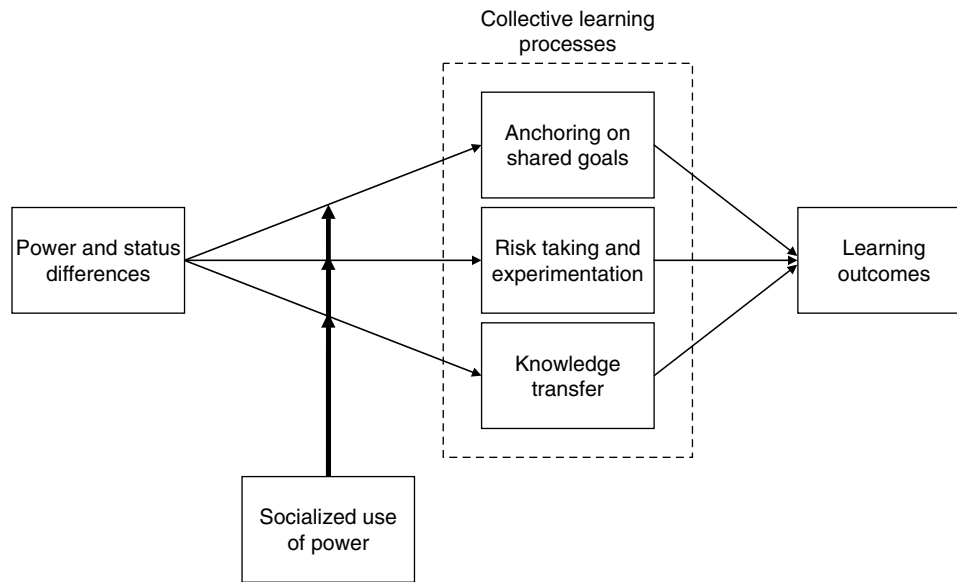 Collective learning
processes
Anchoring on
shared goals
Power and status
differences
Risk taking and
experimentation
Learning
outcomes
Knowledge
transfer
Socialized use
of power